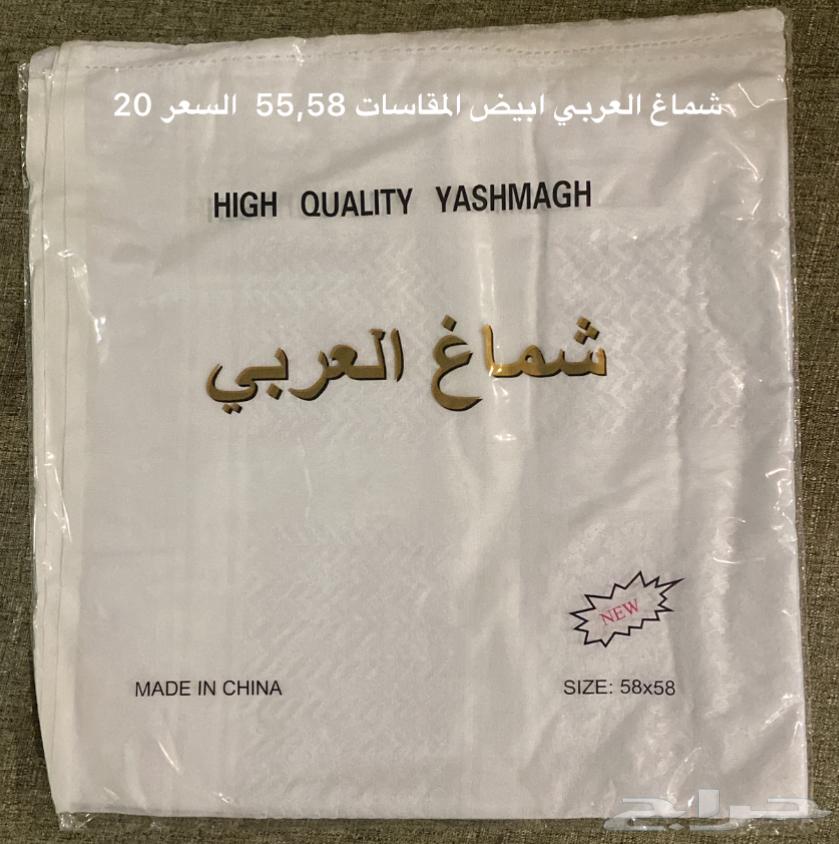 شماغ العربي ابيض المقاسات 55,58 السعر 20
HIGH QUALITY YASHMAGH
شماغ العربي
NEW
MADE IN CHINA
SIZE: 58x58
حراج